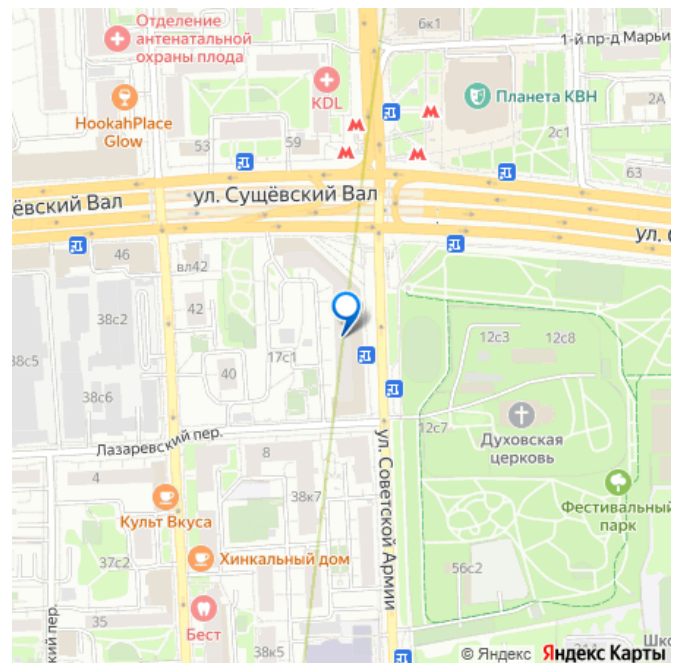 Отделение
антенатальной
охраны плода
6к1
1-й пр-д Марьи
KDL
Планета КВН
2А
HookahPlace
Glow
53
59
2с1
63
ёвский Вал
ул. Сущёвский Вал
ул.
46
вл42
42
38с2
12с3
12с8
38с5
17с1
40
38с6
12с7
Духовская
церковь
Лазаревский пер.
8
4
ул. Советской Армии
38к7
Культ Вкуса
Фестивальный
парк
Хинкальный дом
37с2
56с2
Бест
35
ский пер.
38к5
© Яндекс Яндекс Карты